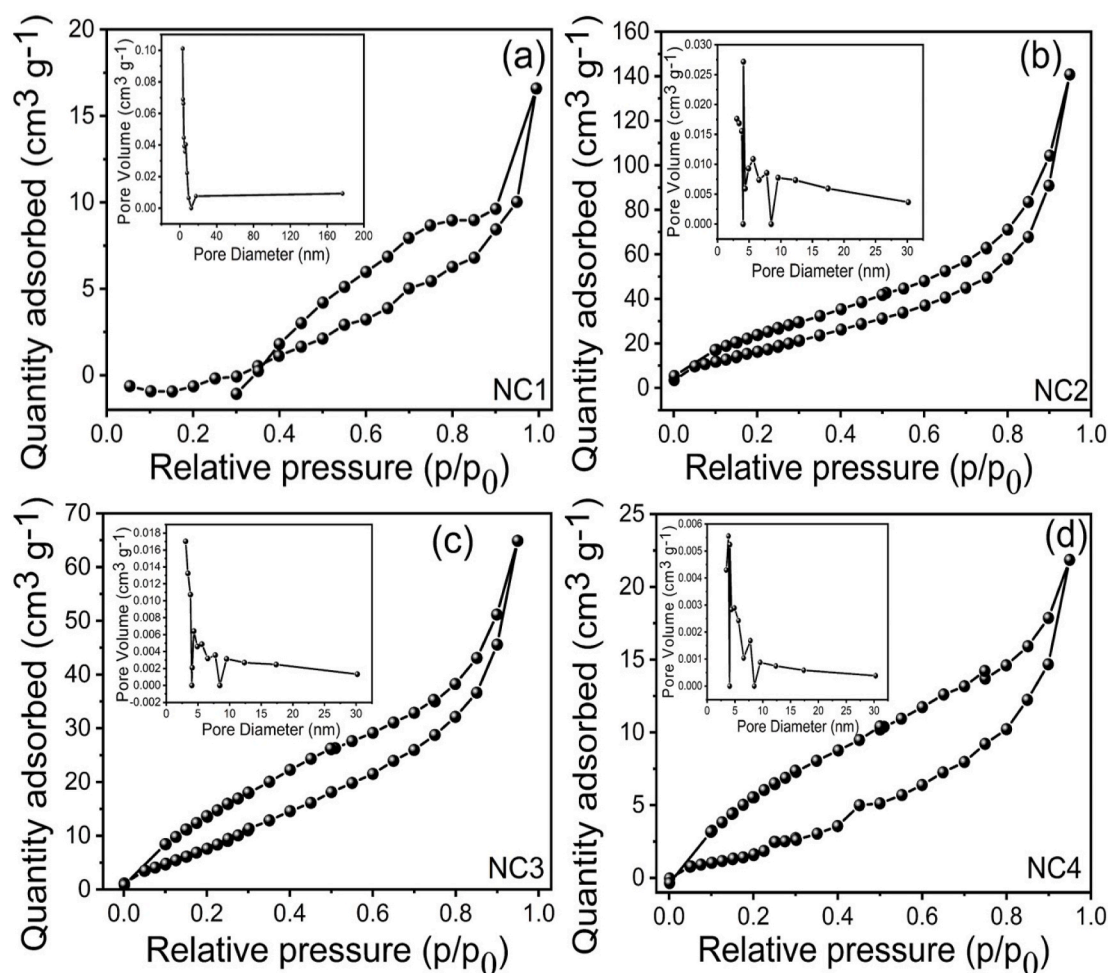 (a)
NC1
Quantity adsorbed (cm³ g⁻¹)
20
15
10
5
0
0.0 0.2 0.4 0.6 0.8 1.0
Relative pressure (p/p₀)
Pore Volume (cm³ g⁻¹)
0.10
0.08
0.06
0.04
0.02
0.00
0 40 80 120 160 200
Pore Diameter (nm)
(b)
NC2
Quantity adsorbed (cm³ g⁻¹)
160
140
120
100
80
60
40
20
0
0.0 0.2 0.4 0.6 0.8 1.0
Relative pressure (p/p₀)
Pore Volume (cm³ g⁻¹)
0.030
0.025
0.020
0.015
0.010
0.005
0.000
0 5 10 15 20 25 30
Pore Diameter (nm)
(c)
NC3
Quantity adsorbed (cm³ g⁻¹)
70
60
50
40
30
20
10
0
0.0 0.2 0.4 0.6 0.8 1.0
Relative pressure (p/p₀)
Pore Volume (cm³ g⁻¹)
0.018
0.016
0.014
0.012
0.010
0.008
0.006
0.004
0.002
0.000
-0.002
0 5 10 15 20 25 30
Pore Diameter (nm)
(d)
NC4
Quantity adsorbed (cm³ g⁻¹)
25
20
15
10
5
0
0.0 0.2 0.4 0.6 0.8 1.0
Relative pressure (p/p₀)
Pore Volume (cm³ g⁻¹)
0.006
0.005
0.004
0.003
0.002
0.001
0.000
0 5 10 15 20 25 30
Pore Diameter (nm)